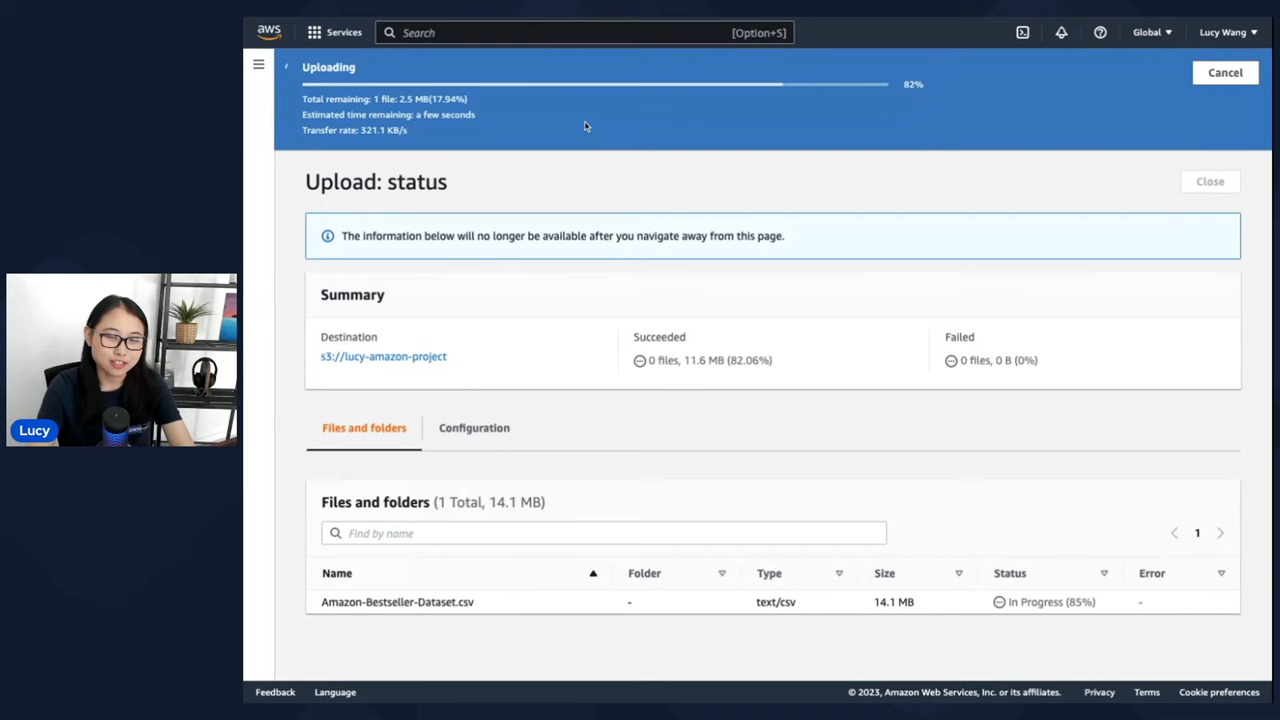 aws
Services
Search
[Option+S]
Global
Lucy Wang
Uploading
82%
Cancel
Total remaining: 1 file: 2.5 MB(17.94%)
Estimated time remaining: a few seconds
Transfer rate: 321.1 KB/s
Upload: status
Close
The information below will no longer be available after you navigate away from this page.
Summary
Destination
Succeeded
Failed
s3://lucy-amazon-project
0 files, 11.6 MB (82.06%)
0 files, 0 B (0%)
Lucy
Files and folders
Configuration
Files and folders (1 Total, 14.1 MB)
Find by name
1
Name
Folder
Type
Size
Status
Error
Amazon-Bestseller-Dataset.csv
-
text/csv
14.1 MB
In Progress (85%)
-
Feedback
Language
© 2023, Amazon Web Services, Inc. or its affiliates.
Privacy
Terms
Cookie preferences